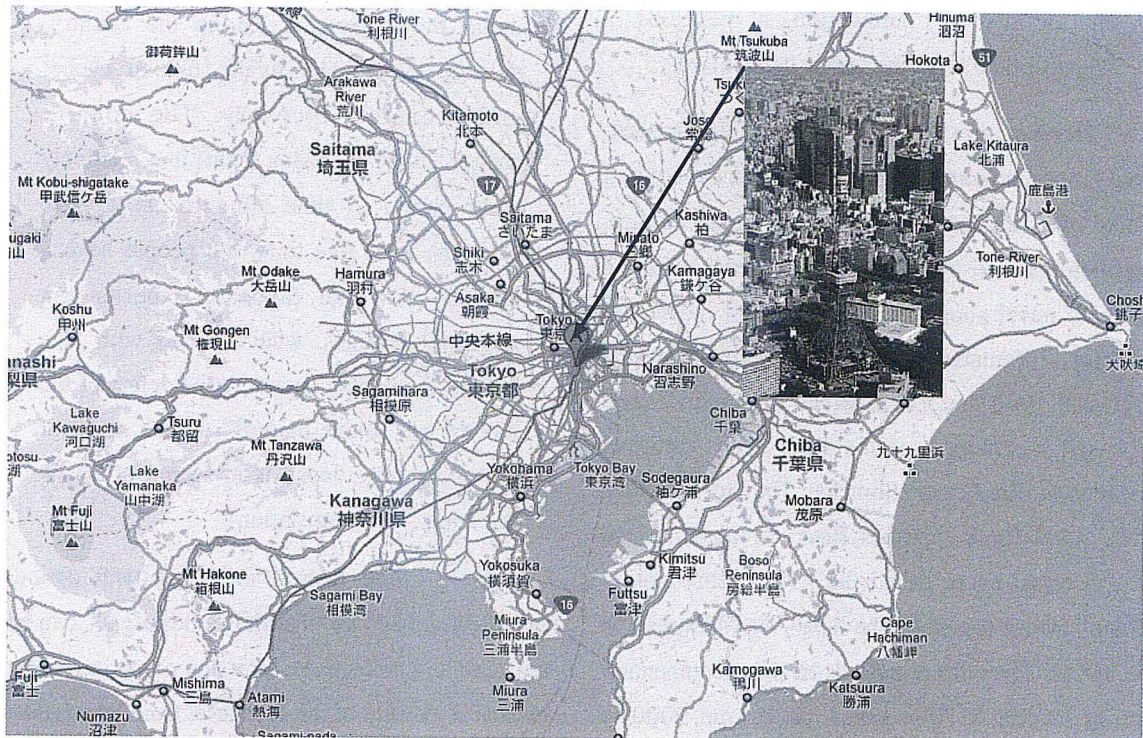 Tone River
利根川
Mt Tsukuba
筑波山
Hinuma
涸沼
51
Hokota
御荷鉾山
Arakawa
River
荒川
Kitamoto
北本
Joso
常総
Saitama
埼玉県
Lake Kitaura
北浦
Mt Kobu-shigatake
甲武信ケ岳
17
16
鹿島港
Saitama
さいたま
Kashiwa
柏
Shiki
志木
Mt Odake
大岳山
Hamura
羽村
Asaka
朝霞
Kamagaya
鎌ケ谷
Tone River
利根川
Koshu
甲州
Mt Gongen
権現山
Tokyo
中央本線
A
Narashino
習志野
Tokyo
東京都
Sagamihara
相模原
Lake
Kawaguchi
河口湖
Tsuru
都留
Chiba
千葉
Mt Tanzawa
丹沢山
Chiba
千葉県
九十九里浜
Lake
Yamanaka
山中湖
Yokohama
横浜
Tokyo Bay
東京湾
Sodegaura
袖ケ浦
Kanagawa
神奈川県
Mobara
茂原
Mt Fuji
富士山
Mt Hakone
箱根山
Sagami Bay
相模湾
Yokosuka
横須賀
16
Kimitsu
君津
Futtsu
富津
Boso
Peninsula
房総半島
Miura
Peninsula
三浦半島
Cape
Hachiman
八幡岬
Fuji
富士
Mishima
三島
Atami
熱海
Miura
三浦
Kamogawa
鴨川
Katsuura
勝浦
Numazu
沼津
Sagami-nada